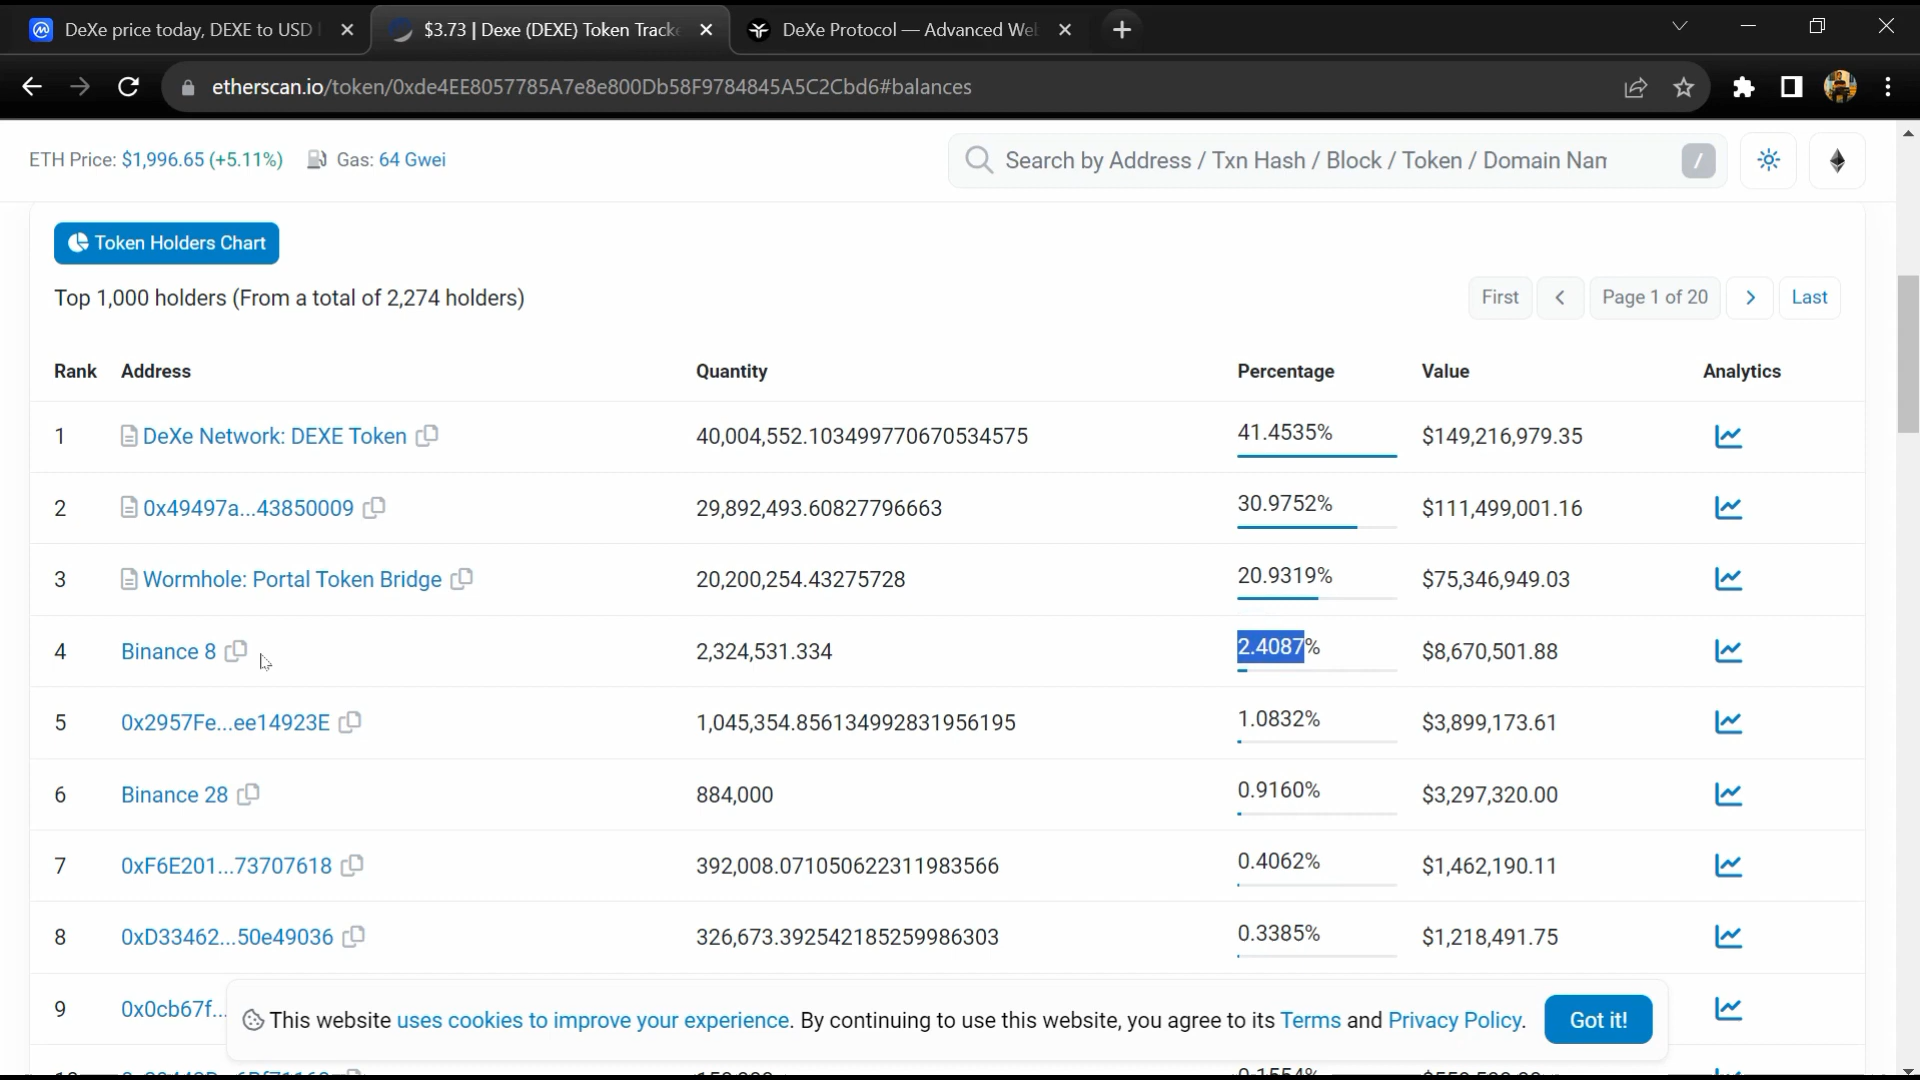 DeXe price today, DEXE to USD
$3.73 | Dexe (DEXE) Token Tracke
DeXe Protocol — Advanced Wel
etherscan.io/token/0xde4EE8057785A7e8e800Db58F9784845A5C2Cbd6#balances
ETH Price: $1,996.65 (+5.11%) Gas: 64 Gwei
Search by Address / Txn Hash / Block / Token / Domain Nam
/
Token Holders Chart
Top 1,000 holders (From a total of 2,274 holders)
First Page 1 of 20 Last
Rank Address Quantity Percentage Value Analytics
1 DeXe Network: DEXE Token 40,004,552.103499770670534575 41.4535% $149,216,979.35
2 0x49497a...43850009 29,892,493.60827796663 30.9752% $111,499,001.16
3 Wormhole: Portal Token Bridge 20,200,254.43275728 20.9319% $75,346,949.03
4 Binance 8 2,324,531.334 2.4087% $8,670,501.88
5 0x2957Fe...ee14923E 1,045,354.856134992831956195 1.0832% $3,899,173.61
6 Binance 28 884,000 0.9160% $3,297,320.00
7 0xF6E201...73707618 392,008.071050622311983566 0.4062% $1,462,190.11
8 0xD33462...50e49036 326,673.392542185259986303 0.3385% $1,218,491.75
9 0x0cb67f...
This website uses cookies to improve your experience. By continuing to use this website, you agree to its Terms and Privacy Policy. Got it!